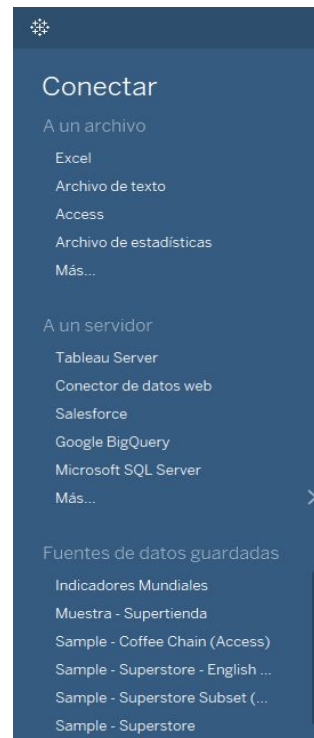 Conectar
A un archivo
Excel
Archivo de texto
Access
Archivo de estadísticas
Más...
A un servidor
Tableau Server
Conector de datos web
Salesforce
Google BigQuery
Microsoft SQL Server
Más...
Fuentes de datos guardadas
Indicadores Mundiales
Muestra - Supertienda
Sample - Coffee Chain (Access)
Sample - Superstore - English ...
Sample - Superstore Subset (...
Sample - Superstore